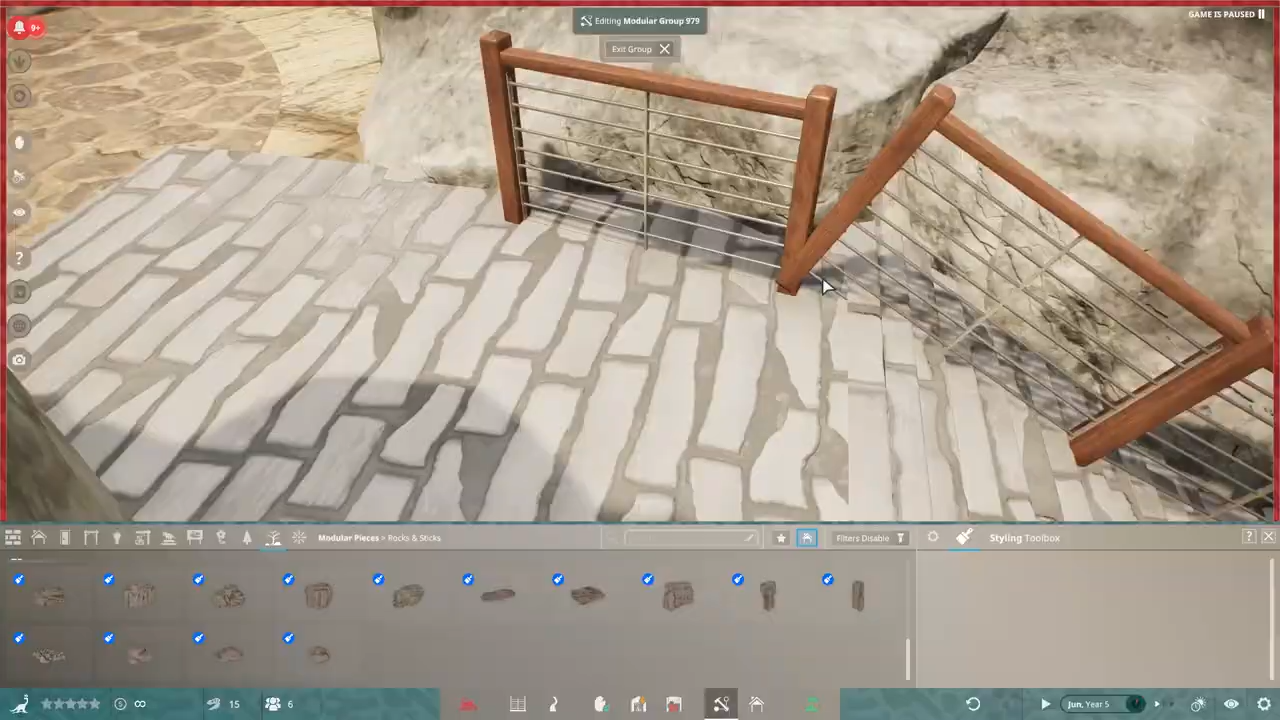 Editing Modular Group 979
GAME IS PAUSED
9+
Exit Group
?
Modular Pieces > Rocks & Sticks
Filters Disable
Styling Toolbox
?
∞
15
6
Jun, Year 5